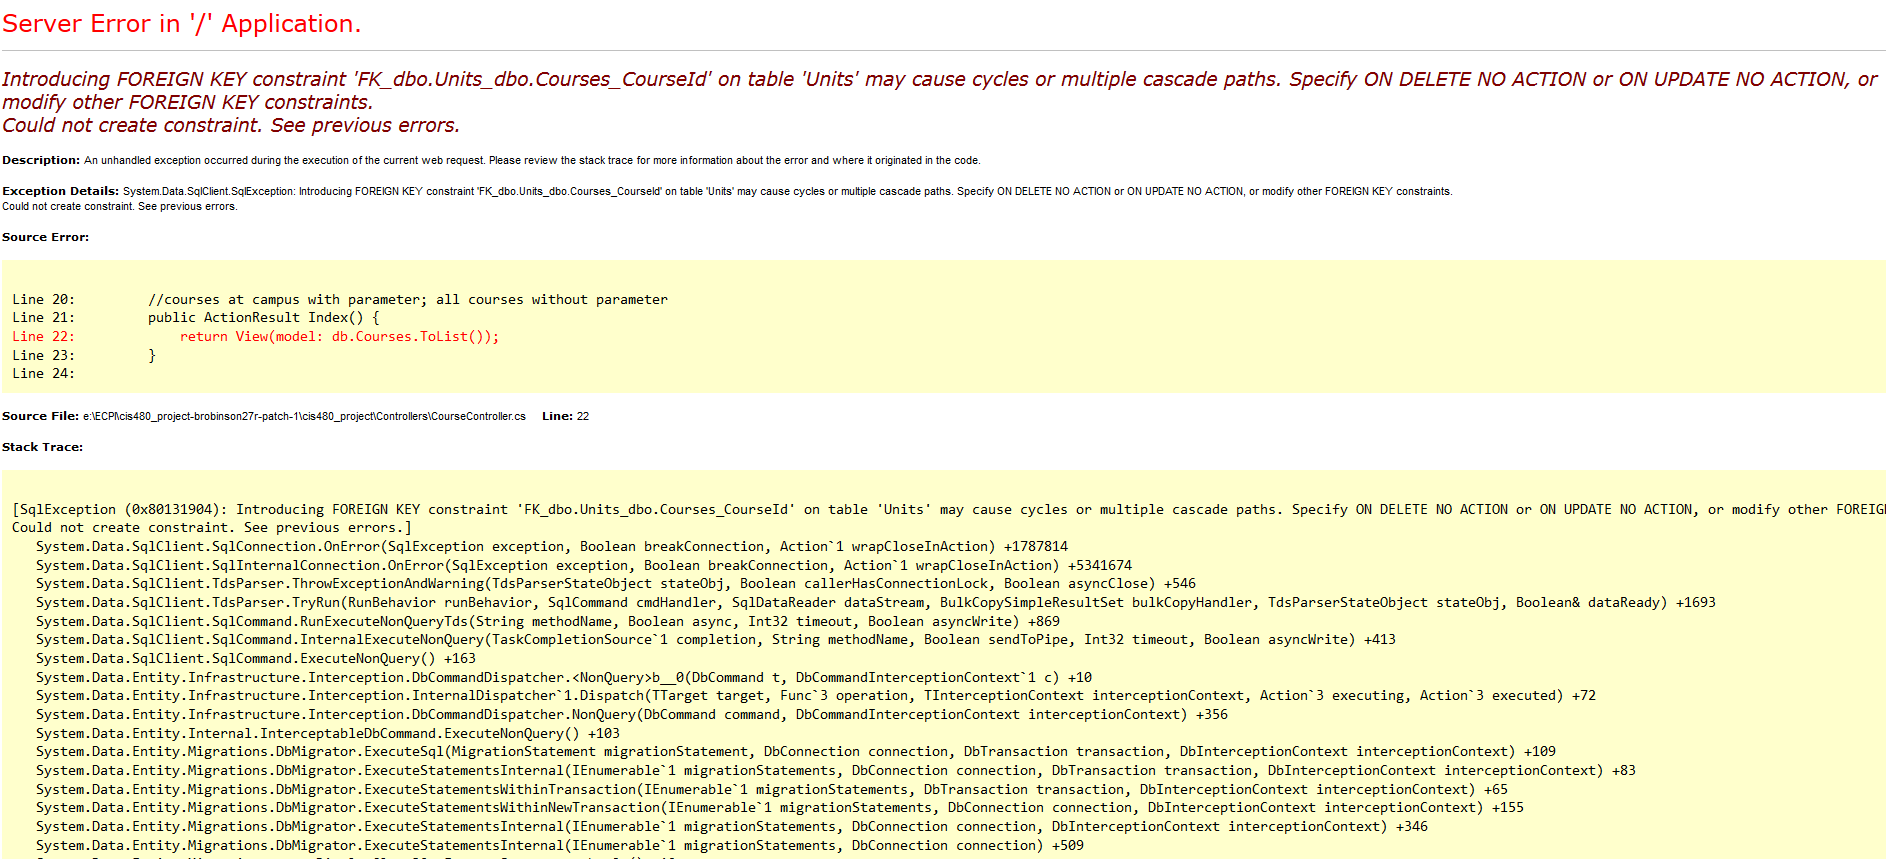 Server Error in '/' Application.
Introducing FOREIGN KEY constraint 'FK_dbo.Units_dbo.Courses_CourseId' on table 'Units' may cause cycles or multiple cascade paths. Specify ON DELETE NO ACTION or ON UPDATE NO ACTION, or
modify other FOREIGN KEY constraints.
Could not create constraint. See previous errors.
Description: An unhandled exception occurred during the execution of the current web request. Please review the stack trace for more information about the error and where it originated in the code.
Exception Details: System.Data.SqlClient.SqlException: Introducing FOREIGN KEY constraint 'FK_dbo.Units_dbo.Courses_CourseId' on table 'Units' may cause cycles or multiple cascade paths. Specify ON DELETE NO ACTION or ON UPDATE NO ACTION, or modify other FOREIGN KEY constraints.
Could not create constraint. See previous errors.
Source Error:
Line 20:         //courses at campus with parameter; all courses without parameter
Line 21:         public ActionResult Index() {
Line 22:             return View(model: db.Courses.ToList());
Line 23:         }
Line 24:
Source File: e:\ECPI\cis480_project-brobinson27r-patch-1\cis480_project\Controllers\CourseController.cs    Line: 22
Stack Trace:
[SqlException (0x80131904): Introducing FOREIGN KEY constraint 'FK_dbo.Units_dbo.Courses_CourseId' on table 'Units' may cause cycles or multiple cascade paths. Specify ON DELETE NO ACTION or ON UPDATE NO ACTION, or modify other FOREIG
Could not create constraint. See previous errors.]
   System.Data.SqlClient.SqlConnection.OnError(SqlException exception, Boolean breakConnection, Action`1 wrapCloseInAction) +1787814
   System.Data.SqlClient.SqlInternalConnection.OnError(SqlException exception, Boolean breakConnection, Action`1 wrapCloseInAction) +5341674
   System.Data.SqlClient.TdsParser.ThrowExceptionAndWarning(TdsParserStateObject stateObj, Boolean callerHasConnectionLock, Boolean asyncClose) +546
   System.Data.SqlClient.TdsParser.TryRun(RunBehavior runBehavior, SqlCommand cmdHandler, SqlDataReader dataStream, BulkCopySimpleResultSet bulkCopyHandler, TdsParserStateObject stateObj, Boolean& dataReady) +1693
   System.Data.SqlClient.SqlCommand.RunExecuteNonQueryTds(String methodName, Boolean async, Int32 timeout, Boolean asyncWrite) +869
   System.Data.SqlClient.SqlCommand.InternalExecuteNonQuery(TaskCompletionSource`1 completion, String methodName, Boolean sendToPipe, Int32 timeout, Boolean asyncWrite) +413
   System.Data.SqlClient.SqlCommand.ExecuteNonQuery() +163
   System.Data.Entity.Infrastructure.Interception.DbCommandDispatcher.<NonQuery>b__0(DbCommand t, DbCommandInterceptionContext`1 c) +10
   System.Data.Entity.Infrastructure.Interception.InternalDispatcher`1.Dispatch(TTarget target, Func`3 operation, TInterceptionContext interceptionContext, Action`3 executing, Action`3 executed) +72
   System.Data.Entity.Infrastructure.Interception.DbCommandDispatcher.NonQuery(DbCommand command, DbCommandInterceptionContext interceptionContext) +356
   System.Data.Entity.Internal.InterceptableDbCommand.ExecuteNonQuery() +103
   System.Data.Entity.Migrations.DbMigrator.ExecuteSql(MigrationStatement migrationStatement, DbConnection connection, DbTransaction transaction, DbInterceptionContext interceptionContext) +109
   System.Data.Entity.Migrations.DbMigrator.ExecuteStatementsInternal(IEnumerable`1 migrationStatements, DbConnection connection, DbTransaction transaction, DbInterceptionContext interceptionContext) +83
   System.Data.Entity.Migrations.DbMigrator.ExecuteStatementsWithinTransaction(IEnumerable`1 migrationStatements, DbTransaction transaction, DbInterceptionContext interceptionContext) +65
   System.Data.Entity.Migrations.DbMigrator.ExecuteStatementsWithinNewTransaction(IEnumerable`1 migrationStatements, DbConnection connection, DbInterceptionContext interceptionContext) +155
   System.Data.Entity.Migrations.DbMigrator.ExecuteStatementsInternal(IEnumerable`1 migrationStatements, DbConnection connection, DbInterceptionContext interceptionContext) +346
   System.Data.Entity.Migrations.DbMigrator.ExecuteStatementsInternal(IEnumerable`1 migrationStatements, DbConnection connection) +509